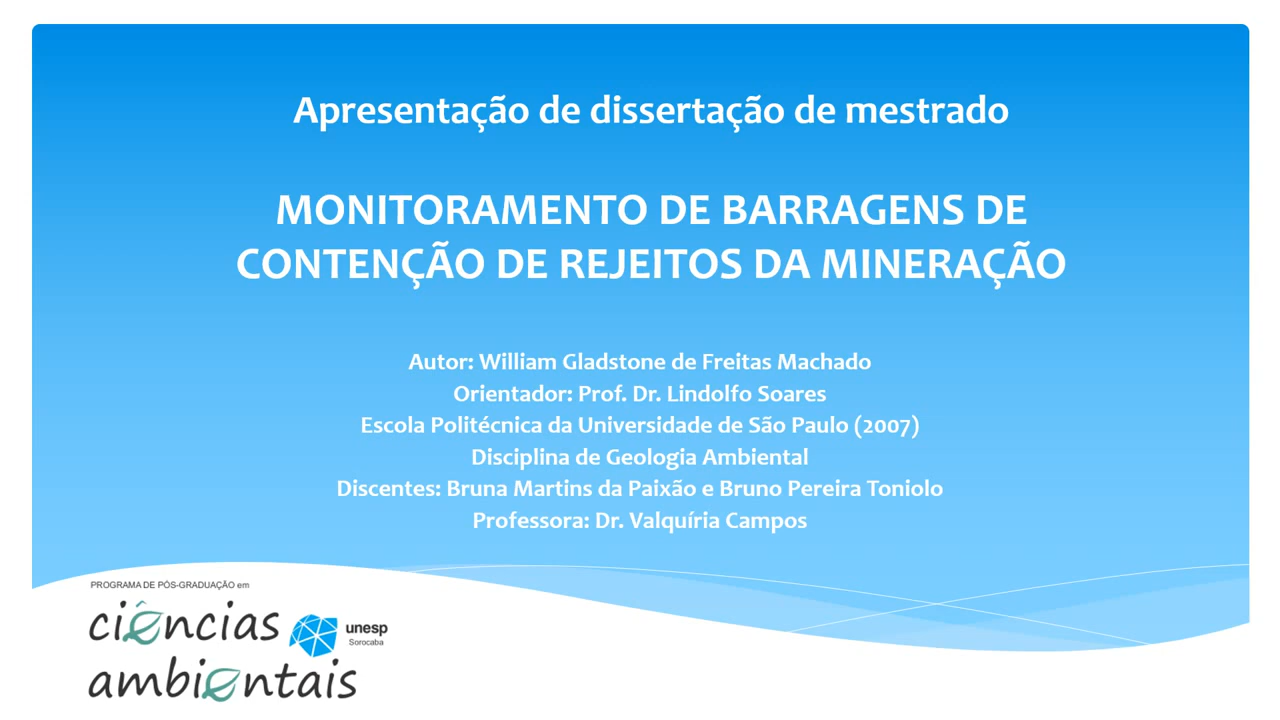 Apresentação de dissertação de mestrado
MONITORAMENTO DE BARRAGENS DE
CONTENÇÃO DE REJEITOS DA MINERAÇÃO
Autor: William Gladstone de Freitas Machado
Orientador: Prof. Dr. Lindolfo Soares
Escola Politécnica da Universidade de São Paulo (2007)
Disciplina de Geologia Ambiental
Discentes: Bruna Martins da Paixão e Bruno Pereira Toniolo
Professora: Dr. Valquíria Campos
PROGRAMA DE PÓS-GRADUAÇÃO em
ciências
unesp
Sorocaba
ambientais